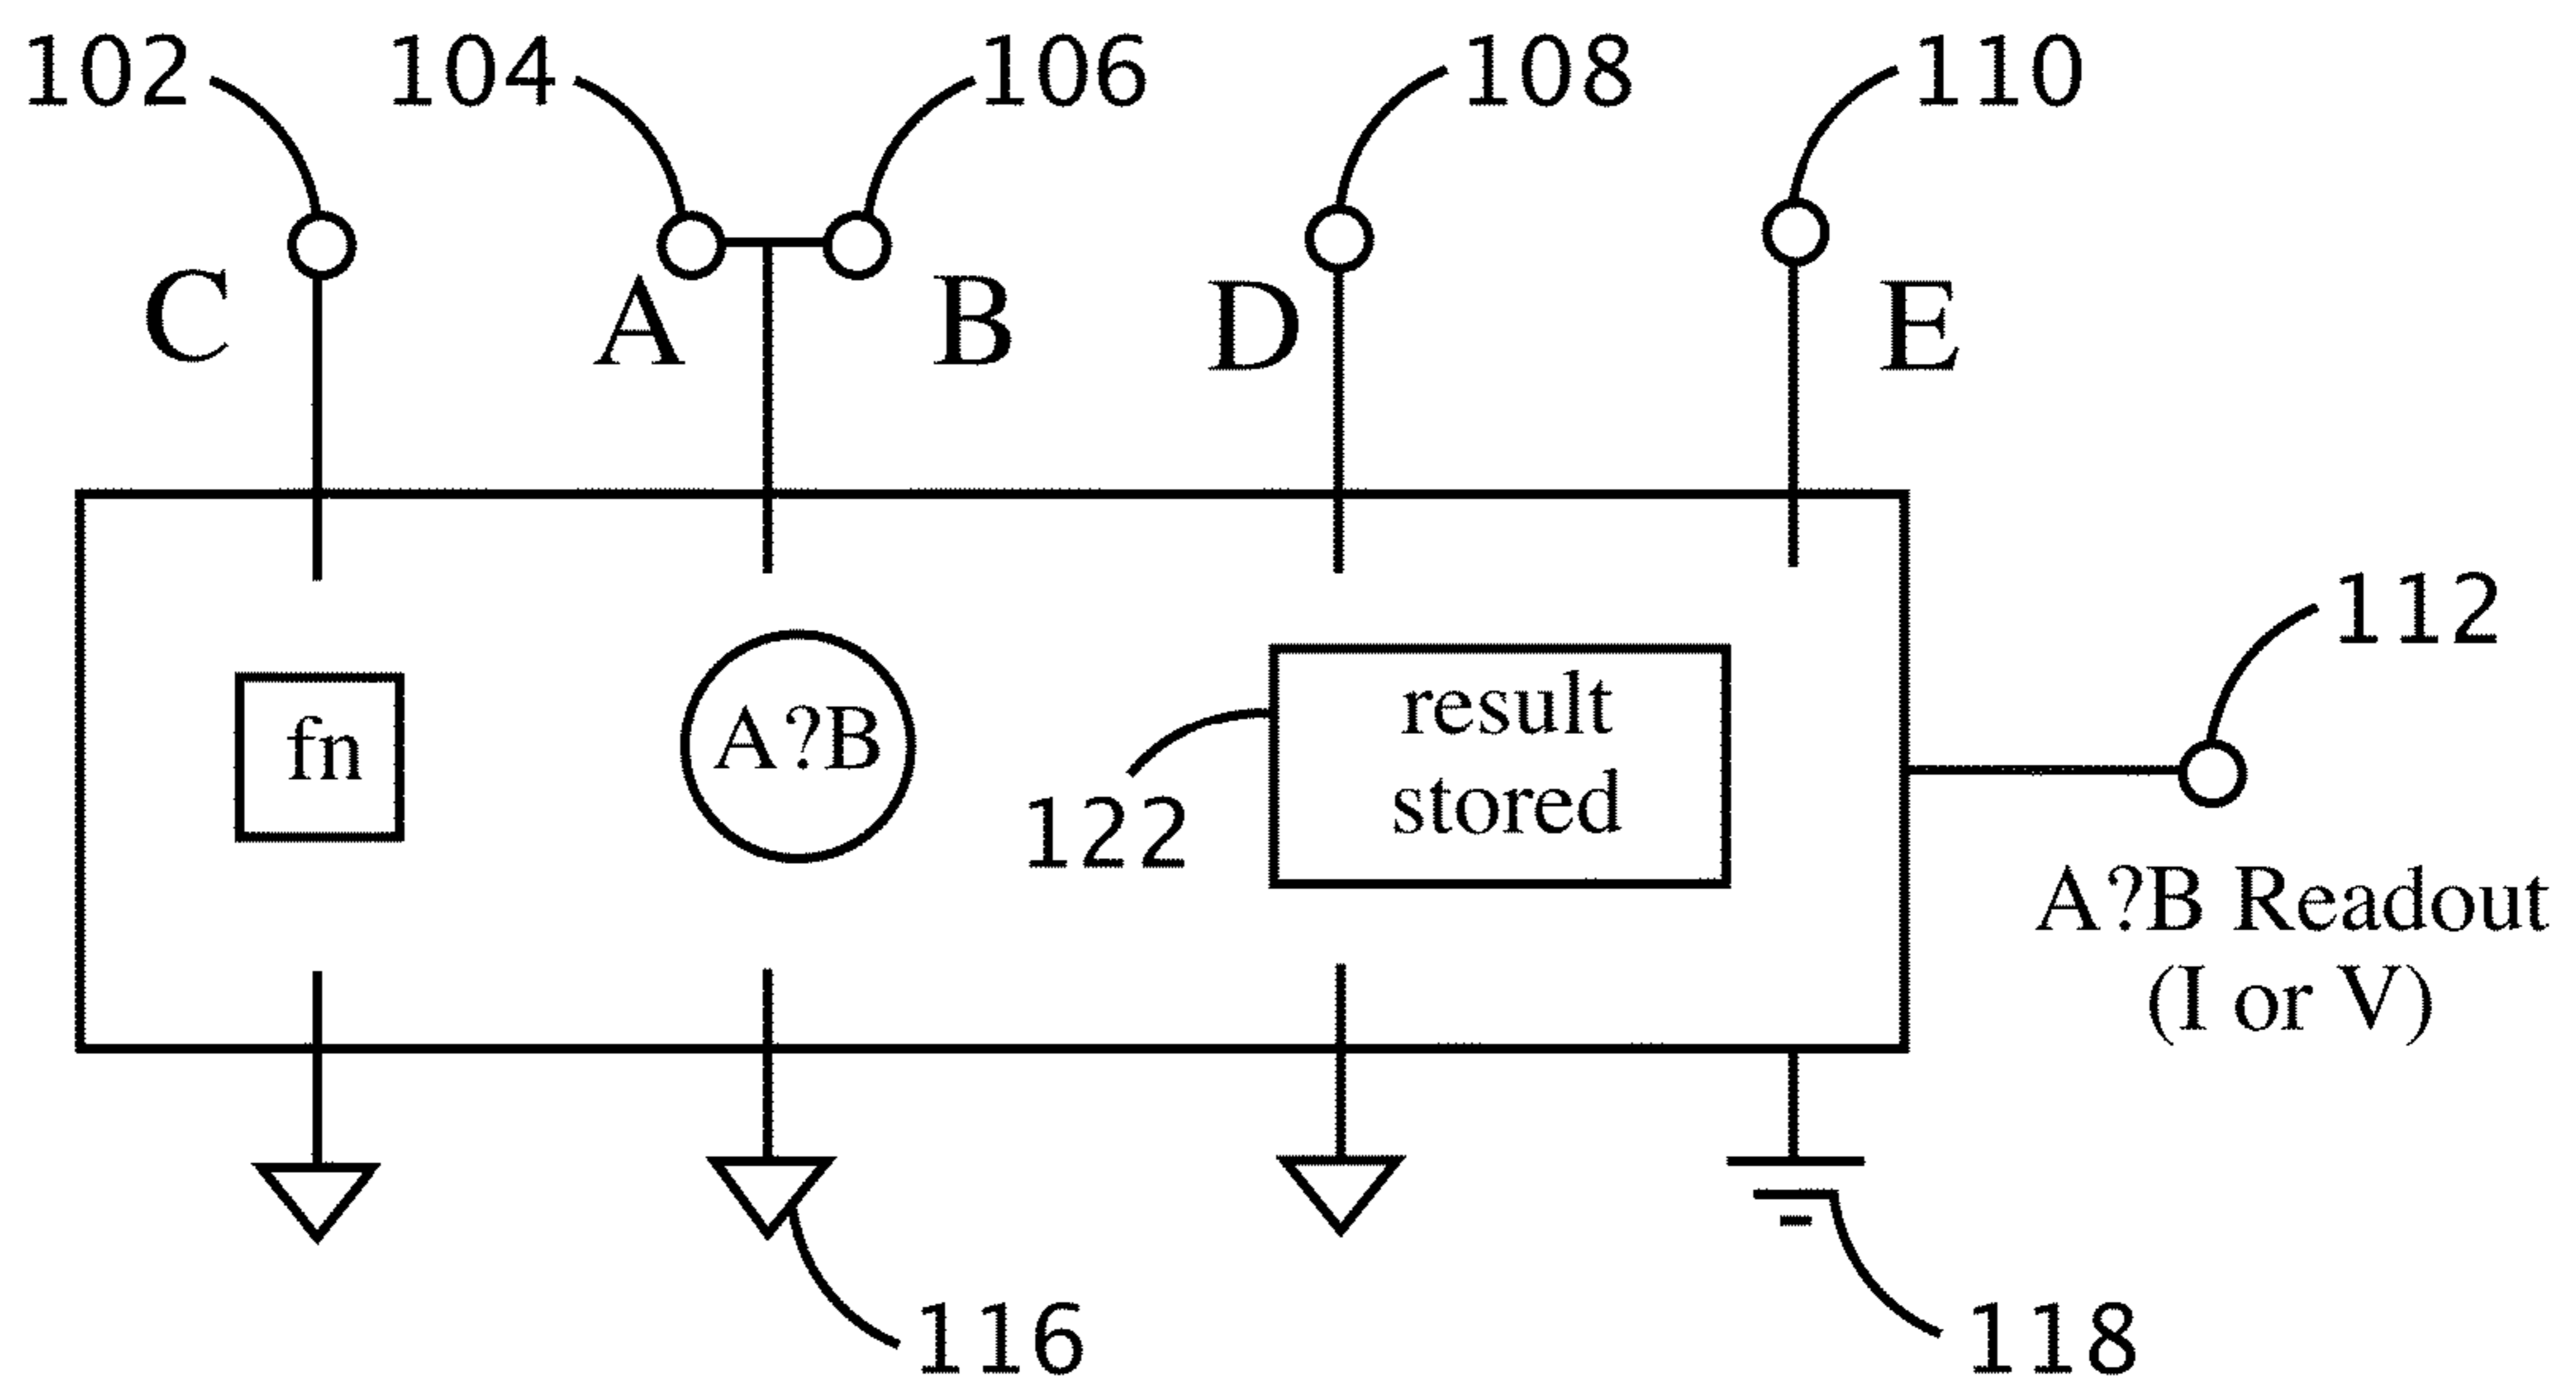 102
104
106
108
110
C
A
B
D
E
112
fn
A?B
result
stored
122
A?B Readout
(I or V)
116
118